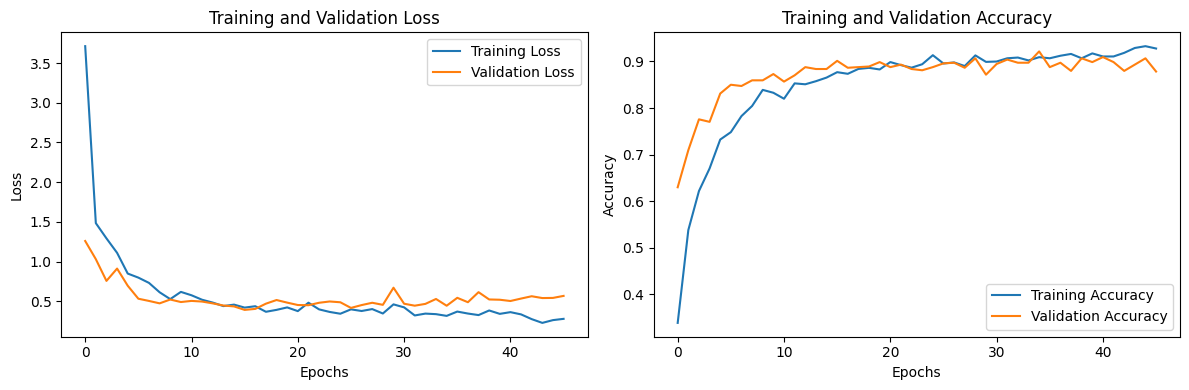 Training and Validation Loss
Training Loss
Validation Loss
3.5
3.0
2.5
2.0
1.5
1.0
0.5
Loss
0 10 20 30 40
Epochs
Training and Validation Accuracy
0.9
0.8
0.7
0.6
0.5
0.4
Accuracy
Training Accuracy
Validation Accuracy
0 10 20 30 40
Epochs